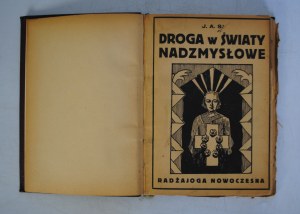 J. A. S.
DROGA w ŚWIATY
NADZMYSŁOWE
RADŻAJOGA NOWOCZESNA